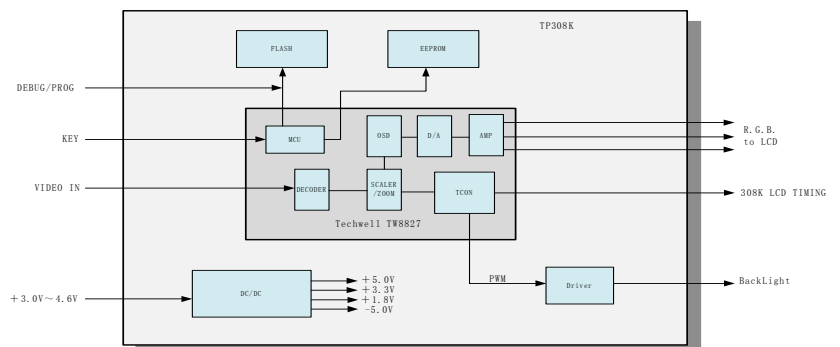 TP308K
FLASH
EEPROM
DEBUG/PROG
KEY
MCU
OSD
D/A
AMP
R.G.B.
to LCD
VIDEO IN
DECODER
SCALER
/ZOOM
TCON
308K LCD TIMING
Techwell TW8827
+3.0V～4.6V
DC/DC
+5.0V
+3.3V
+1.8V
-5.0V
PWM
Driver
BackLight